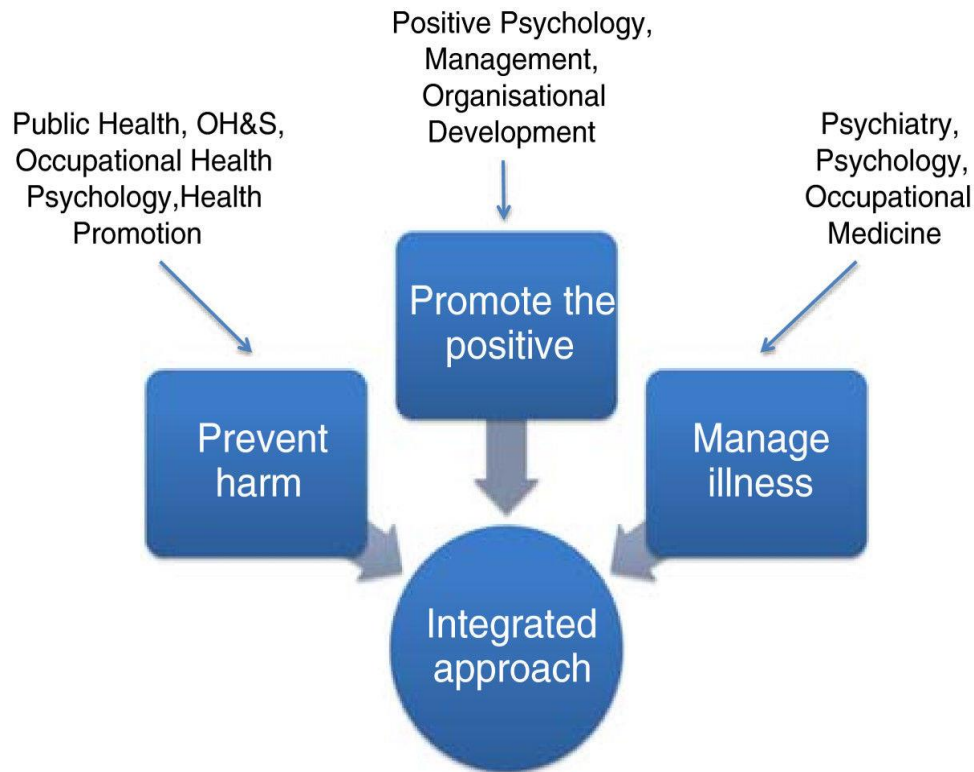 Positive Psychology,
Management,
Organisational
Development
Public Health, OH&S,
Occupational Health
Psychology,Health
Promotion
Psychiatry,
Psychology,
Occupational
Medicine
Promote the
positive
Prevent
harm
Manage
illness
Integrated
approach